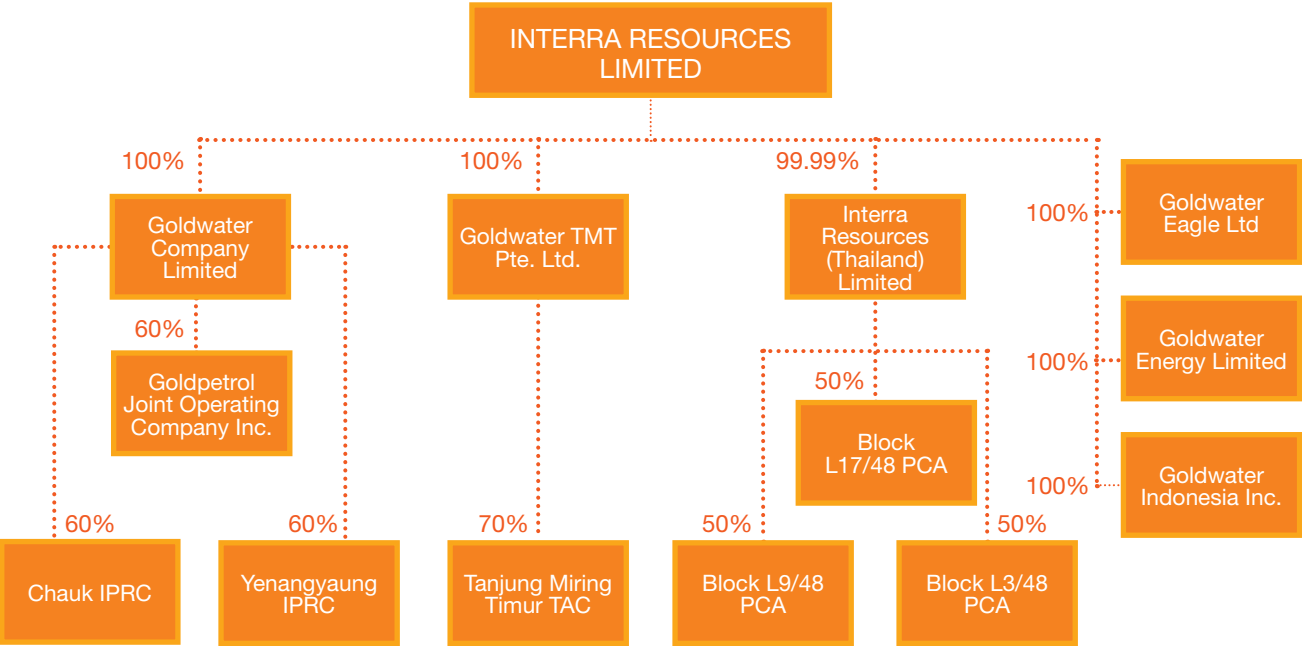 INTERRA RESOURCES
LIMITED
100%
100%
99.99%
Goldwater
Company
Limited
Goldwater TMT
Pte. Ltd.
Interra
Resources
(Thailand)
Limited
100%
Goldwater
Eagle Ltd
60%
Goldpetrol
Joint Operating
Company Inc.
100%
Goldwater
Energy Limited
50%
Block
L17/48 PCA
100%
Goldwater
Indonesia Inc.
60%
Chauk IPRC
60%
Yenangyaung
IPRC
70%
Tanjung Miring
Timur TAC
50%
Block L9/48
PCA
50%
Block L3/48
PCA